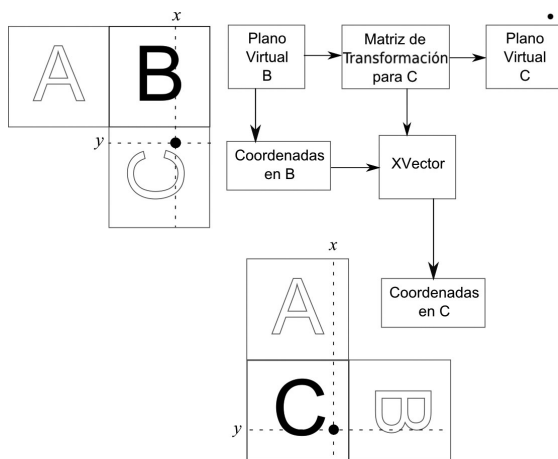 x
A
B
y
C
Plano
Virtual
B
Matriz de
Transformación
para C
Plano
Virtual
C
Coordenadas
en B
XVector
Coordenadas
en C
x
A
y
C
B